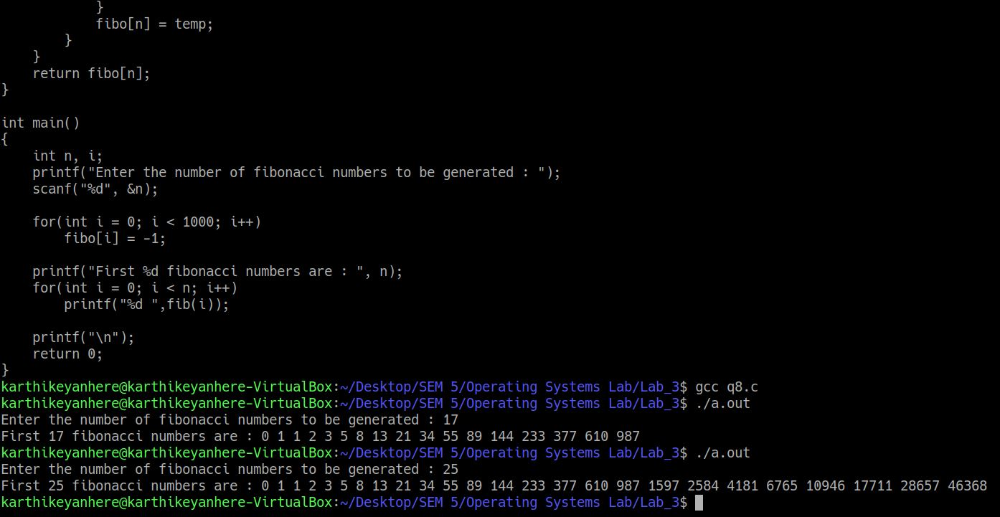 }
            fibo[n] = temp;
        }
    }
    return fibo[n];
}

int main()
{
    int n, i;
    printf("Enter the number of fibonacci numbers to be generated : ");
    scanf("%d", &n);

    for(int i = 0; i < 1000; i++)
        fibo[i] = -1;

    printf("First %d fibonacci numbers are : ", n);
    for(int i = 0; i < n; i++)
        printf("%d ",fib(i));

    printf("\n");
    return 0;
}
karthikeyanhere@karthikeyanhere-VirtualBox:~/Desktop/SEM 5/Operating Systems Lab/Lab_3$ gcc q8.c
karthikeyanhere@karthikeyanhere-VirtualBox:~/Desktop/SEM 5/Operating Systems Lab/Lab_3$ ./a.out
Enter the number of fibonacci numbers to be generated : 17
First 17 fibonacci numbers are : 0 1 1 2 3 5 8 13 21 34 55 89 144 233 377 610 987
karthikeyanhere@karthikeyanhere-VirtualBox:~/Desktop/SEM 5/Operating Systems Lab/Lab_3$ ./a.out
Enter the number of fibonacci numbers to be generated : 25
First 25 fibonacci numbers are : 0 1 1 2 3 5 8 13 21 34 55 89 144 233 377 610 987 1597 2584 4181 6765 10946 17711 28657 46368
karthikeyanhere@karthikeyanhere-VirtualBox:~/Desktop/SEM 5/Operating Systems Lab/Lab_3$